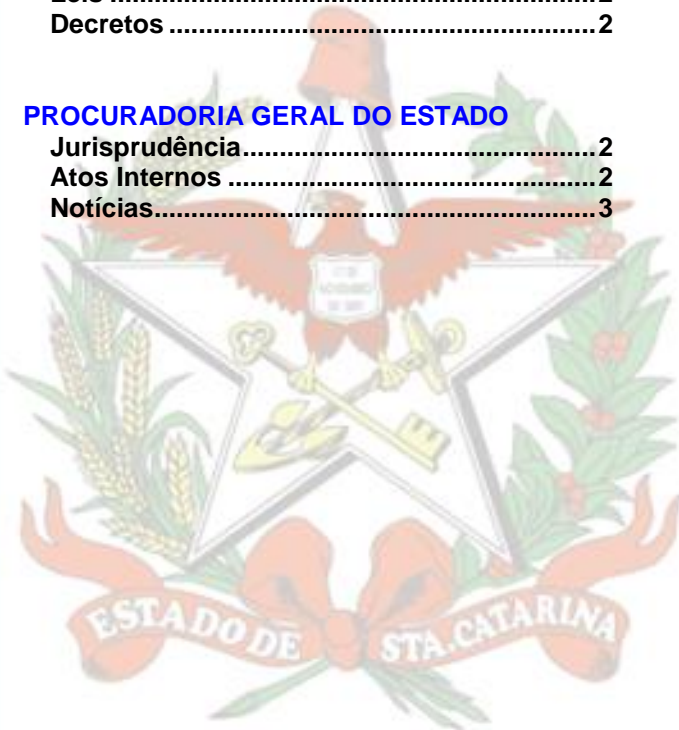 Decretos ........................................................... 2
PROCURADORIA GERAL DO ESTADO
Jurisprudência ................................................ 2
Atos Internos .................................................. 2
Notícias ............................................................ 3
ESTADO DE STA. CATARINA